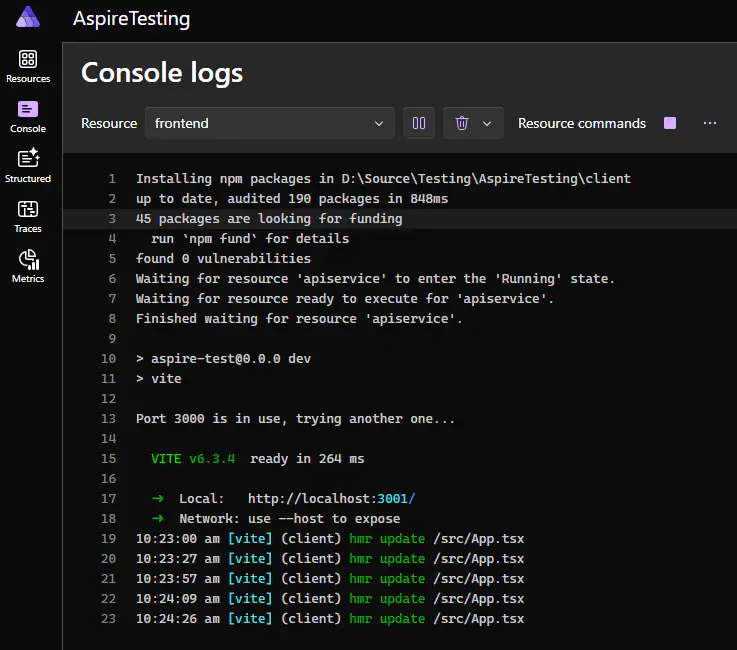 AspireTesting
Resources
Console
Structured
Traces
Metrics
Console logs
Resource frontend Resource commands
1 Installing npm packages in D:\Source\Testing\AspireTesting\client
2 up to date, audited 190 packages in 848ms
3 45 packages are looking for funding
4 run `npm fund` for details
5 found 0 vulnerabilities
6 Waiting for resource 'apiservice' to enter the 'Running' state.
7 Waiting for resource ready to execute for 'apiservice'.
8 Finished waiting for resource 'apiservice'.
9
10 > aspire-test@0.0.0 dev
11 > vite
12
13 Port 3000 is in use, trying another one...
14
15 VITE v6.3.4 ready in 264 ms
16
17 ➜ Local: http://localhost:3001/
18 ➜ Network: use --host to expose
19 10:23:00 am [vite] (client) hmr update /src/App.tsx
20 10:23:27 am [vite] (client) hmr update /src/App.tsx
21 10:23:57 am [vite] (client) hmr update /src/App.tsx
22 10:24:09 am [vite] (client) hmr update /src/App.tsx
23 10:24:26 am [vite] (client) hmr update /src/App.tsx